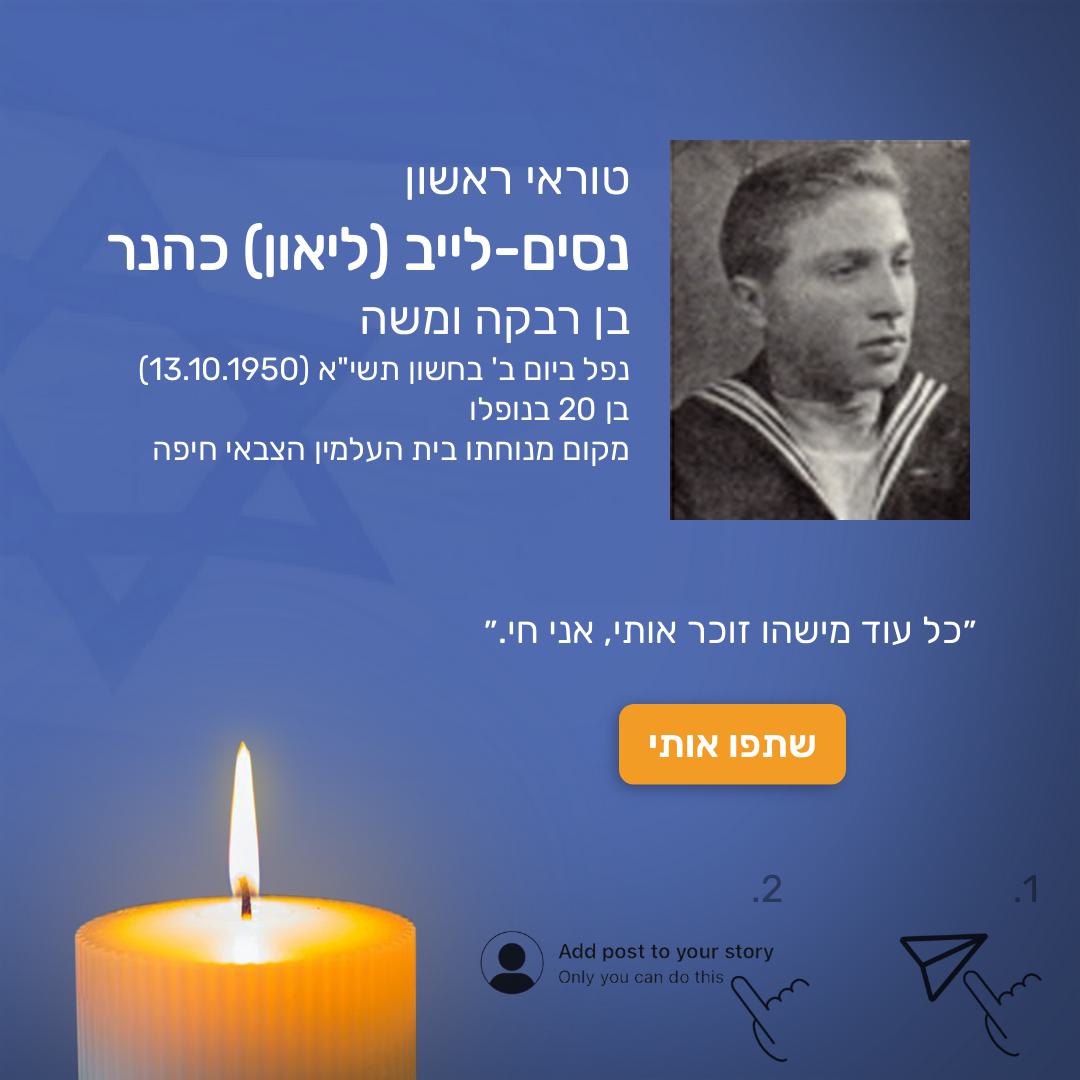 טוראי ראשון
נסים-לייב (ליאון) כהנר
בן רבקה ומשה
נפל ביום ב' בחשון תשי"א (13.10.1950)
בן 20 בנופלו
מקום מנוחתו בית העלמין הצבאי חיפה
״כל עוד מישהו זוכר אותי, אני חי.״
שתפו אותי
1.
2.
Add post to your story
Only you can do this